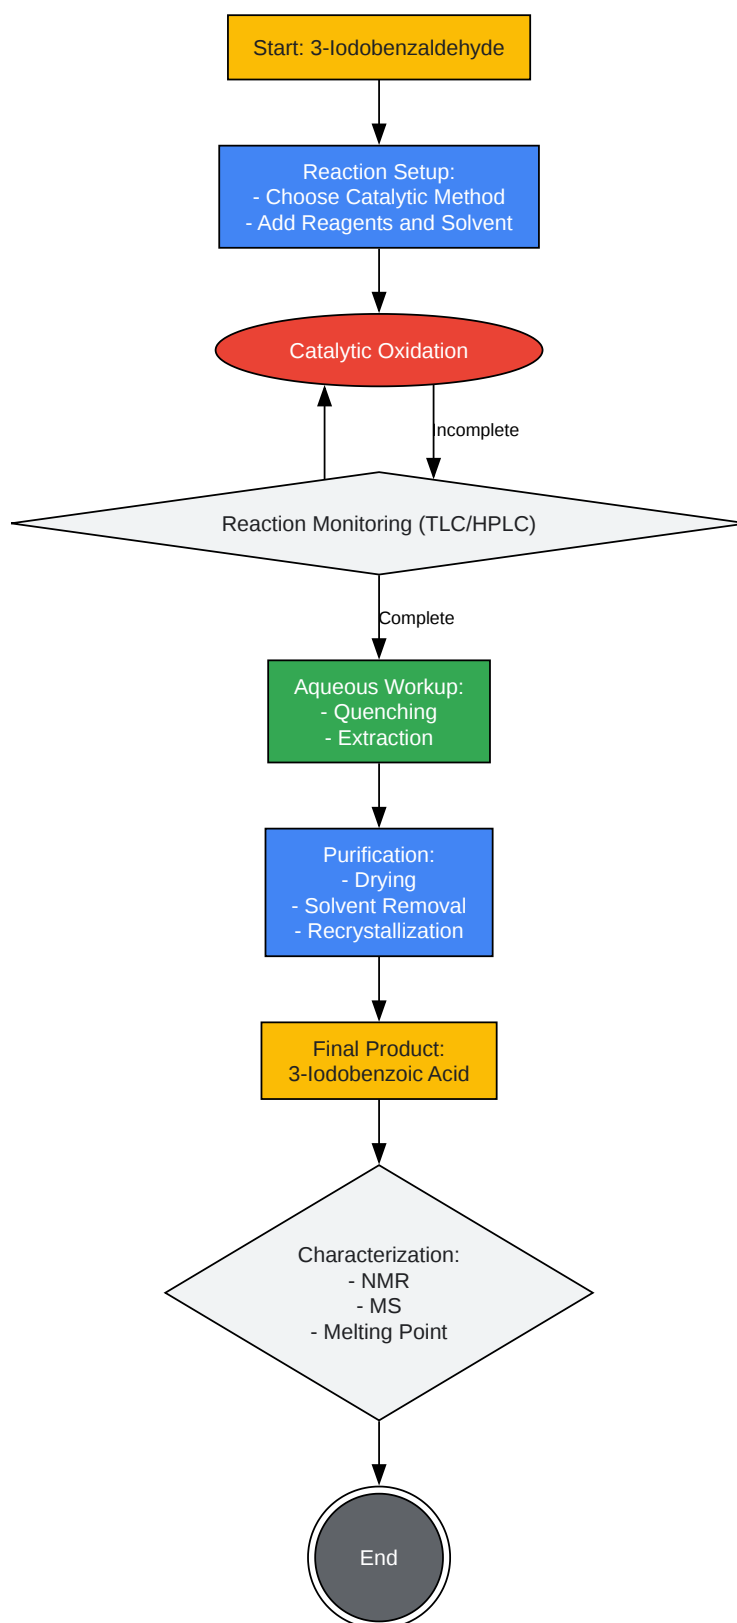 Start: 3-Iodobenzaldehyde
Reaction Setup:
- Choose Catalytic Method
- Add Reagents and Solvent
Catalytic Oxidation
Incomplete
Reaction Monitoring (TLC/HPLC)
Complete
Aqueous Workup:
- Quenching
- Extraction
Purification:
- Drying
- Solvent Removal
- Recrystallization
Final Product:
3-Iodobenzoic Acid
Characterization:
- NMR
- MS
- Melting Point
End